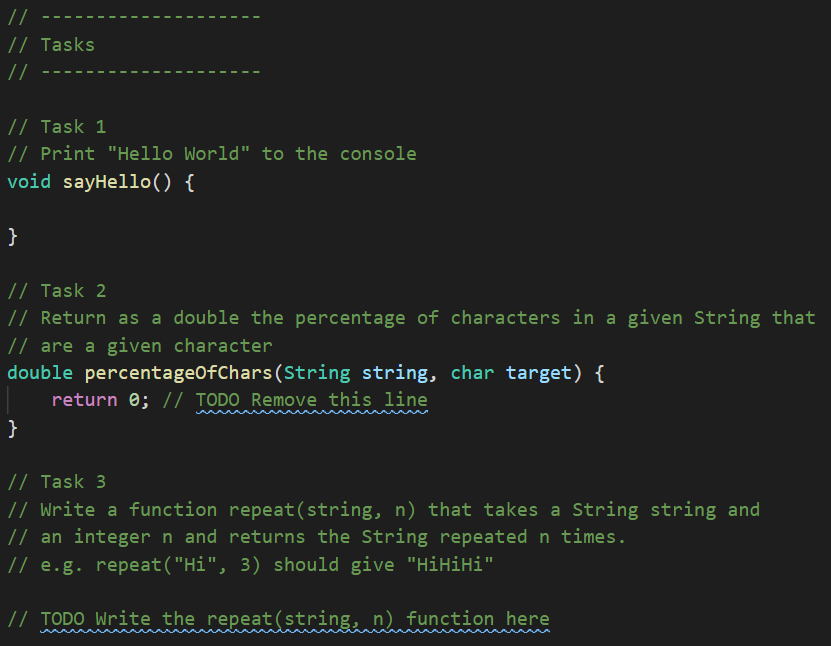 // --------------------
// Tasks
// --------------------
// Task 1
// Print "Hello World" to the console
void sayHello() {
}
// Task 2
// Return as a double the percentage of characters in a given String that
// are a given character
double percentageOfChars(String string, char target) {
return 0; // TODO Remove this line
}
// Task 3
// Write a function repeat(string, n) that takes a String string and
// an integer n and returns the String repeated n times.
// e.g. repeat("Hi", 3) should give "HiHiHi"
// TODO Write the repeat(string, n) function here